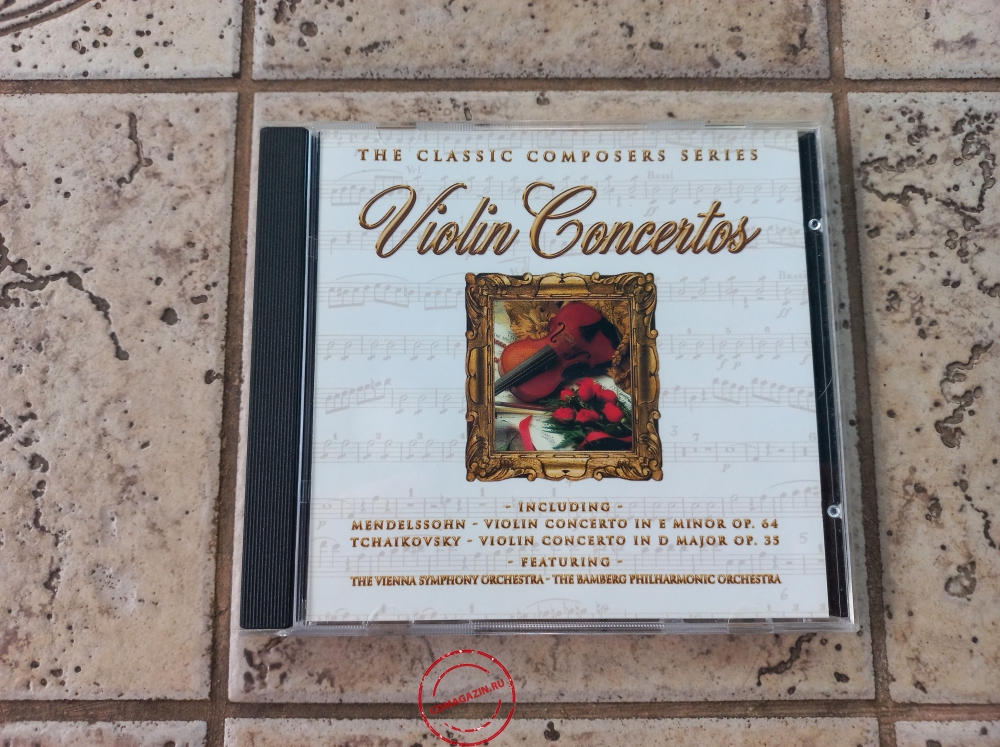 THE CLASSIC COMPOSERS SERIES
Violin Concertos
- INCLUDING -
MENDELSSOHN - VIOLIN CONCERTO IN E MINOR OP. 64
TCHAIKOVSKY - VIOLIN CONCERTO IN D MAJOR OP. 35
- FEATURING -
THE VIENNA SYMPHONY ORCHESTRA - THE BAMBERG PHILHARMONIC ORCHESTRA